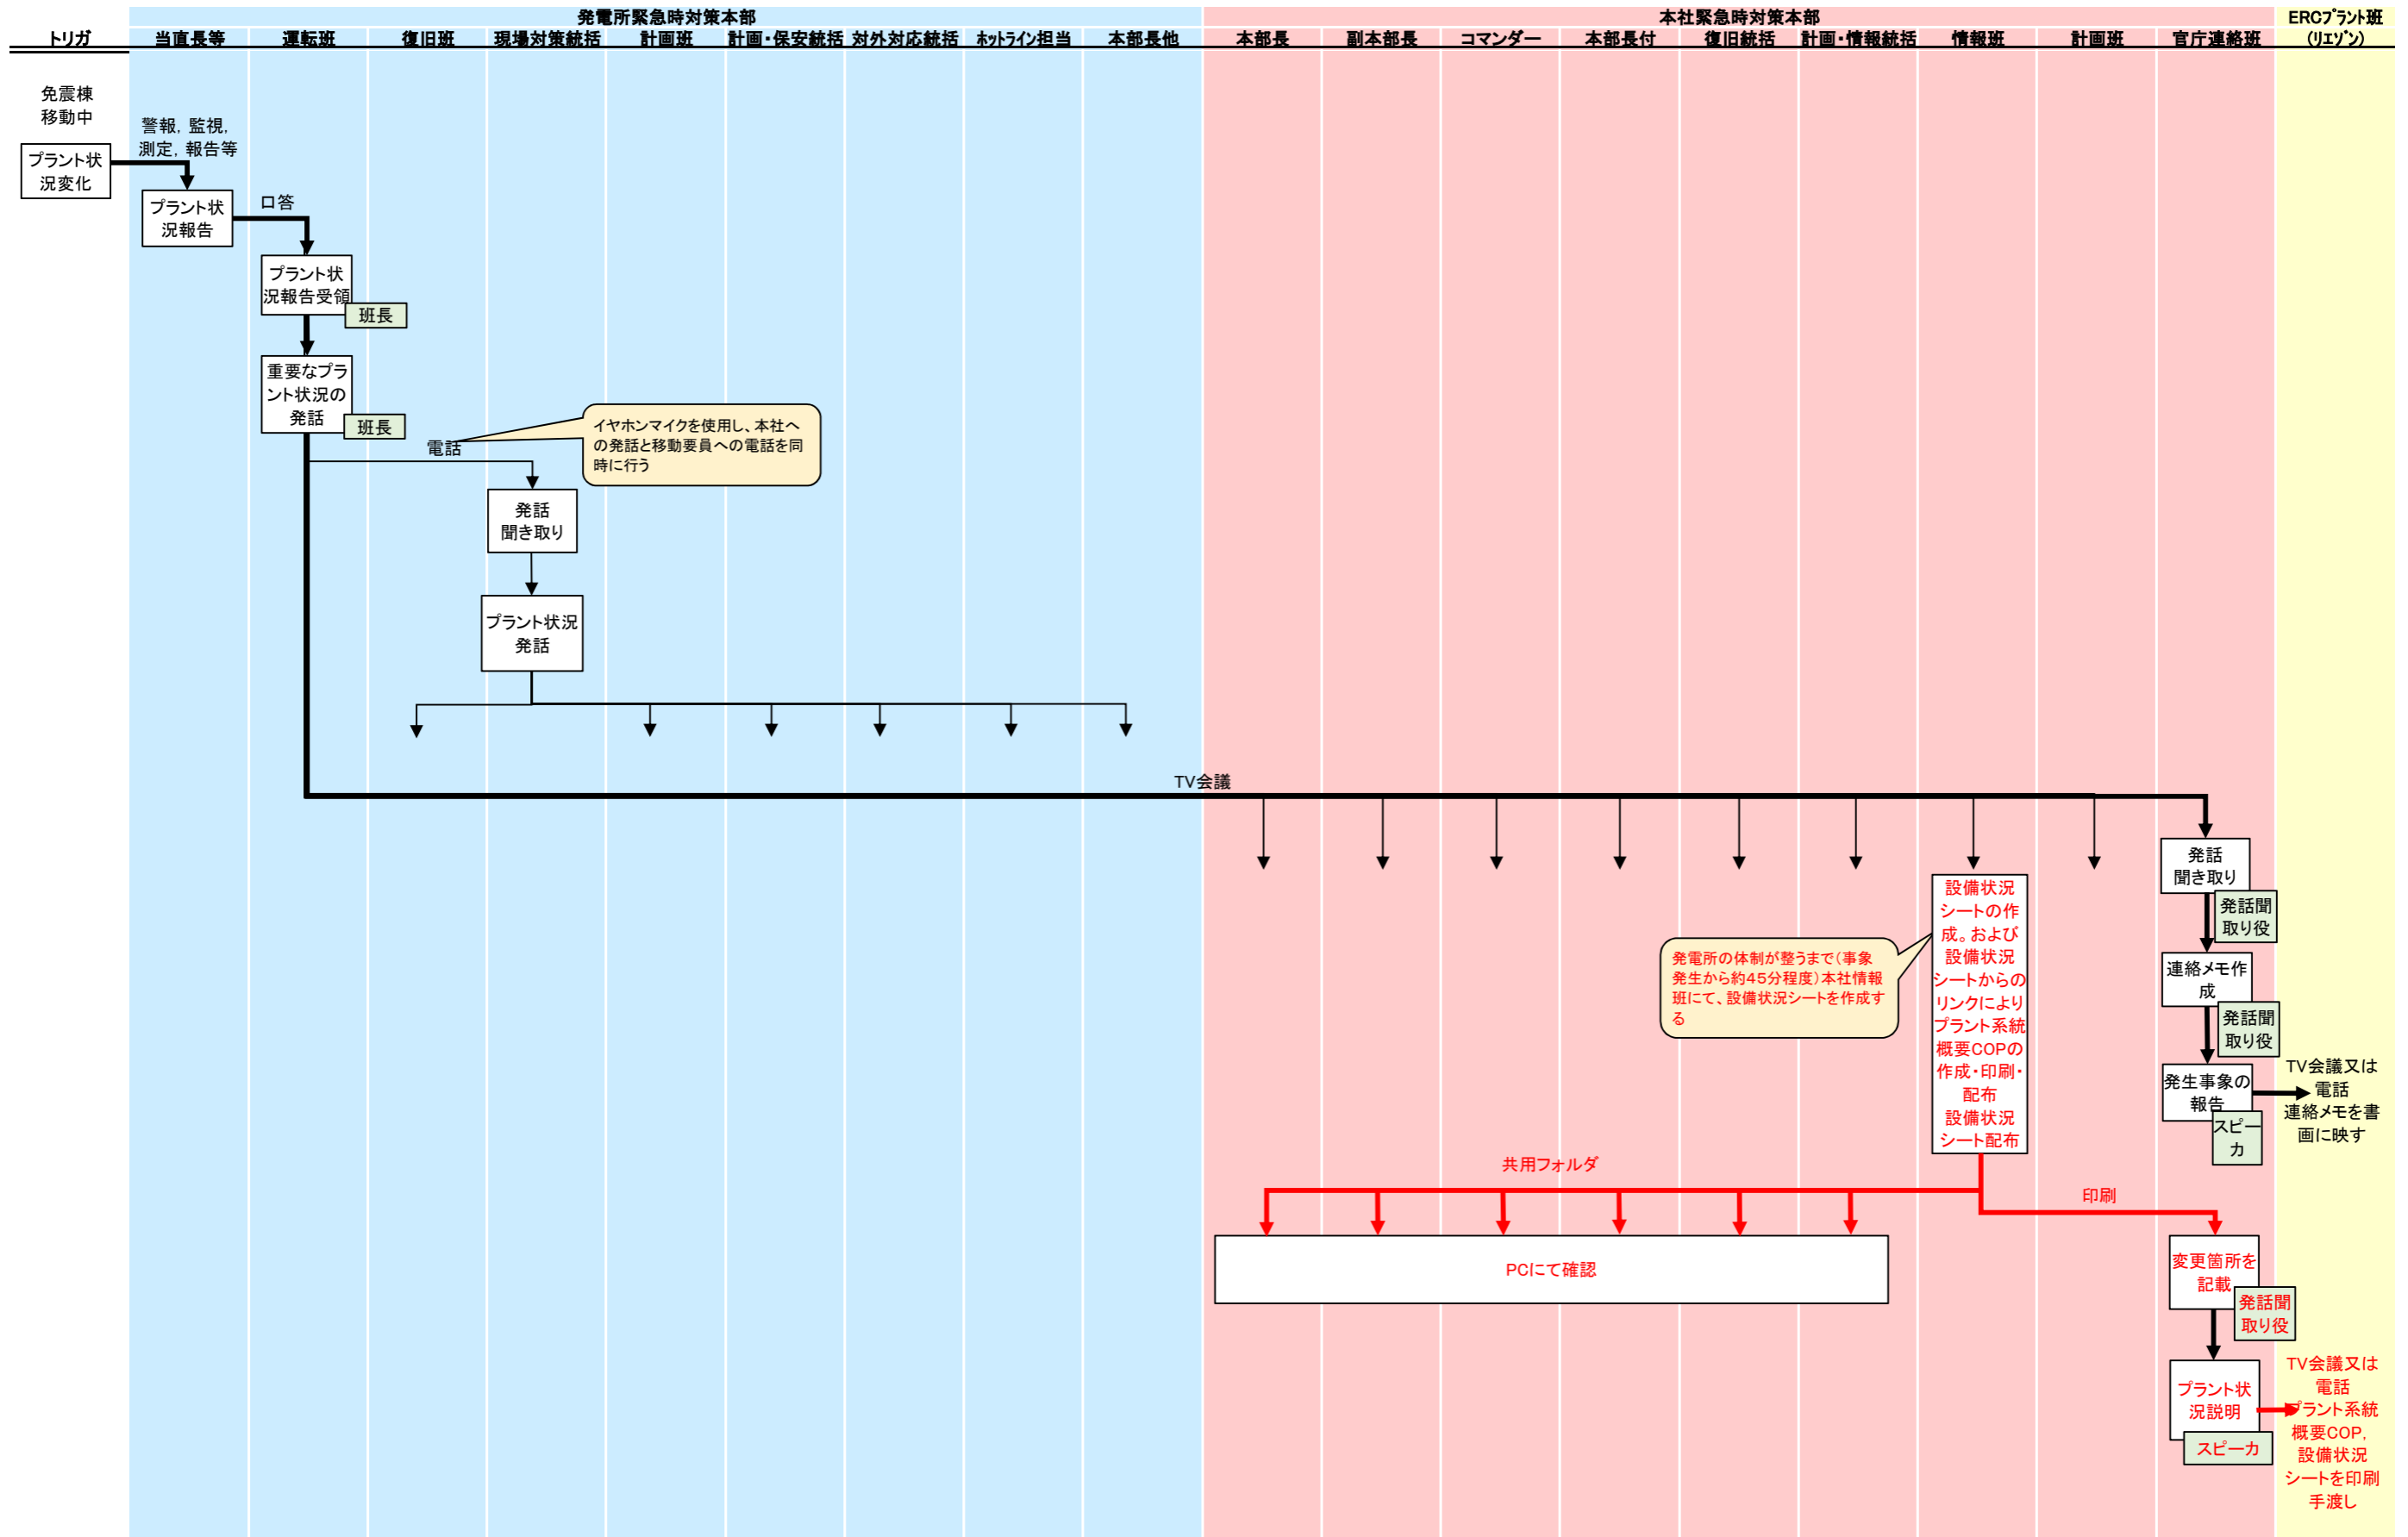 発電所緊急時対策本部
本社緊急時対策本部
ERCプラント班
(リエゾン)
トリガ
当直長等
運転班
復旧班
現場対策統括
計画班
計画・保安統括
対外対応統括
ホットライン担当
本部長他
本部長
副本部長
コマンダー
本部長付
復旧統括
計画・情報統括
情報班
計画班
官庁連絡班
免震棟
移動中
プラント状
況変化
警報, 監視,
測定, 報告等
プラント状
況報告
口答
プラント状
況報告受領
班長
重要なプラ
ント状況の
発話
班長
電話
イヤホンマイクを使用し、本社へ
の発話と移動要員への電話を同
時に行う
発話
聞き取り
プラント状況
発話
TV会議
発話
聞き取り
発話聞
取り役
設備状況
シートの作
成。および
設備状況
シートからの
リンクにより
プラント系統
概要COPの
作成・印刷・
配布
設備状況
シート配布
発電所の体制が整うまで(事象
発生から約45分程度)本社情報
班にて、設備状況シートを作成す
る
連絡メモ作
成
発話聞
取り役
発生事象の
報告
スピー
カ
TV会議又は
電話
連絡メモを書
画に映す
共用フォルダ
印刷
PCにて確認
変更箇所を
記載
発話聞
取り役
プラント状
況説明
スピーカ
TV会議又は
電話
プラント系統
概要COP,
設備状況
シートを印刷
手渡し